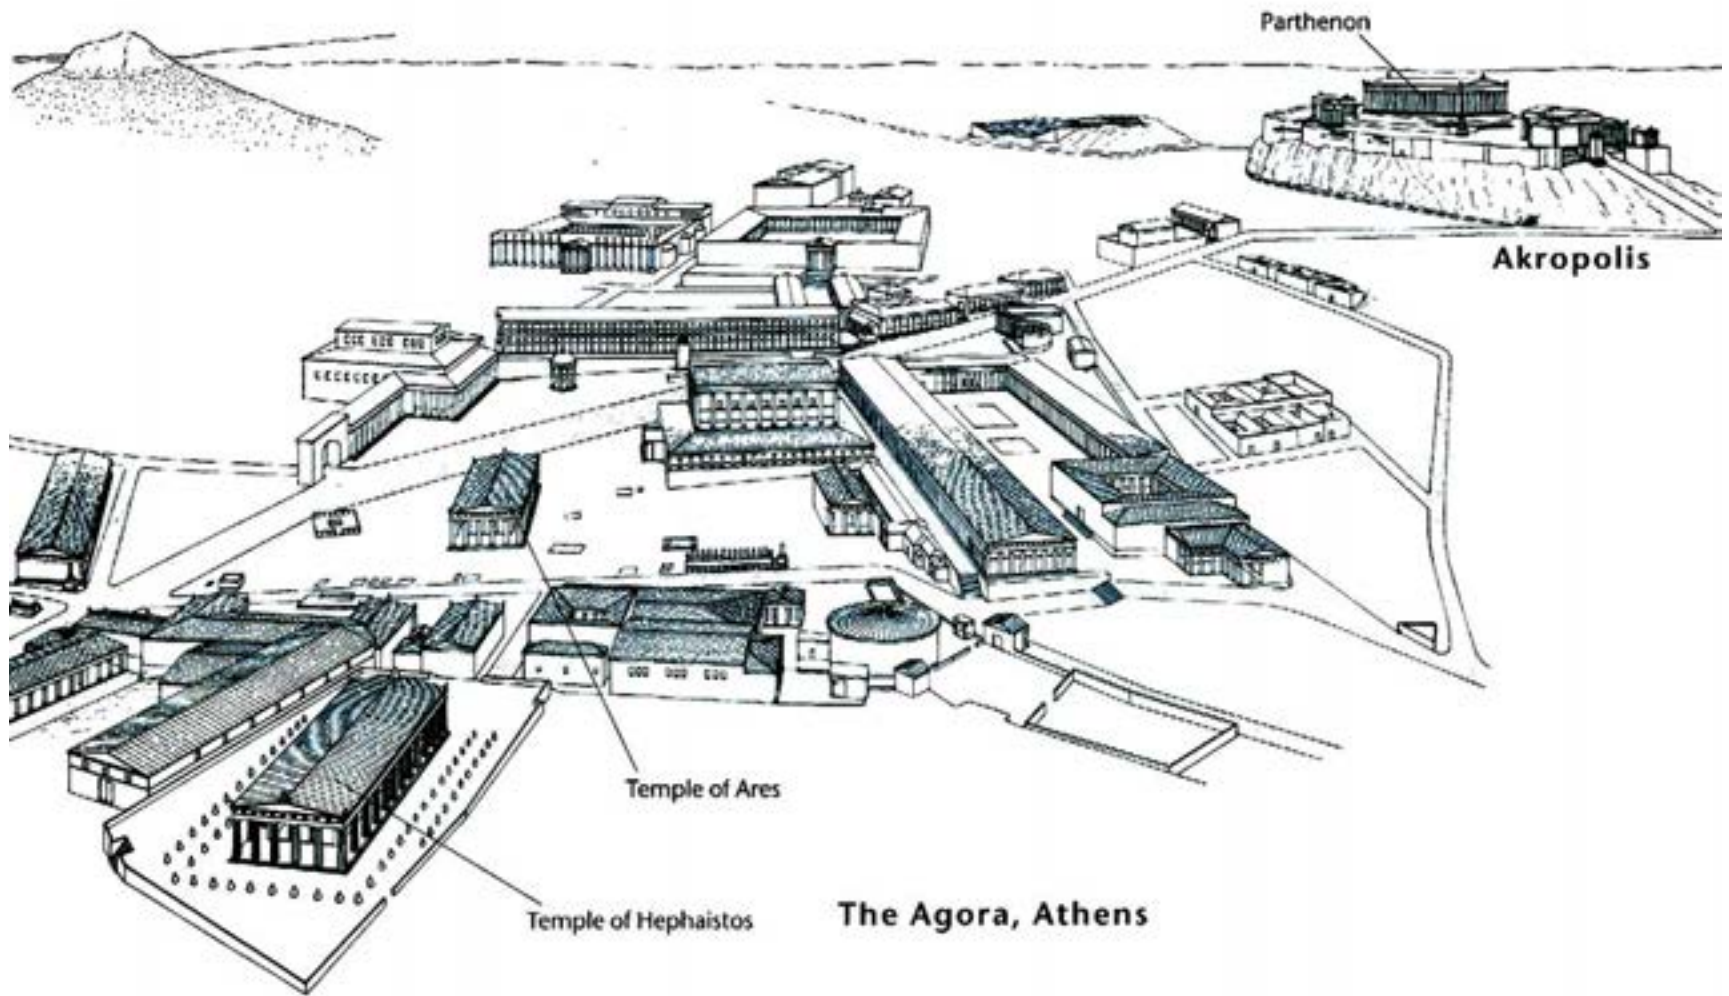 Parthenon
Akropolis
Temple of Ares
Temple of Hephaistos
The Agora, Athens